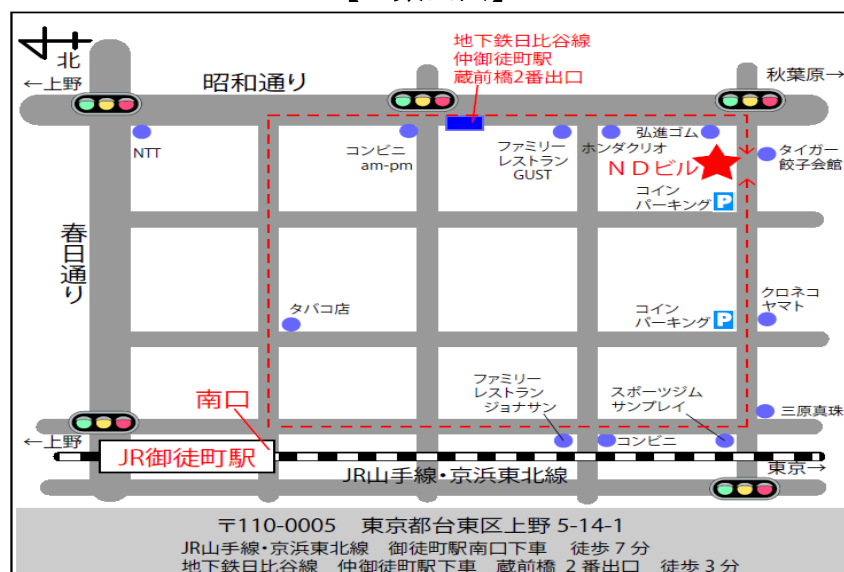 北
←上野
昭和通り
地下鉄日比谷線
仲御徒町駅
蔵前橋2番出口
秋葉原→
NTT
コンビニ
am-pm
ファミリー
レストラン
GUST
ホンダクリオ
弘進ゴム
NDビル
タイガー
餃子会館
コイン
パーキング
P
春日通り
タバコ店
コイン
パーキング
P
クロネコ
ヤマト
南口
ファミリー
レストラン
ジョナサン
スポーツジム
サンプレイ
三原真珠
←上野
コンビニ
JR御徒町駅
JR山手線・京浜東北線
東京→
〒110-0005 東京都台東区上野 5-14-1
JR山手線・京浜東北線 御徒町駅南口下車 徒歩７分
地下鉄日比谷線 仲御徒町駅下車 蔵前橋 ２番出口 徒歩３分